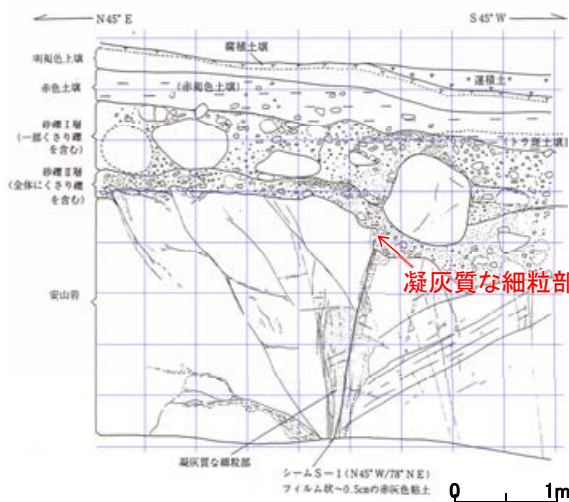 N45°E
S45°W
腐植土壌
明褐色土壌
運積土
赤色土壌
(赤褐色土壌)
砂礫Ⅰ層
(一部くさり礫
を含む)
(トラ斑土壌)
砂礫Ⅱ層
(全体にくさり礫
を含む)
凝灰質な細粒部
安山岩
凝灰質な細粒部
シームS-1(N45°W/78°NE)
フィルム状~0.5cmの赤灰色粘土
0 1m